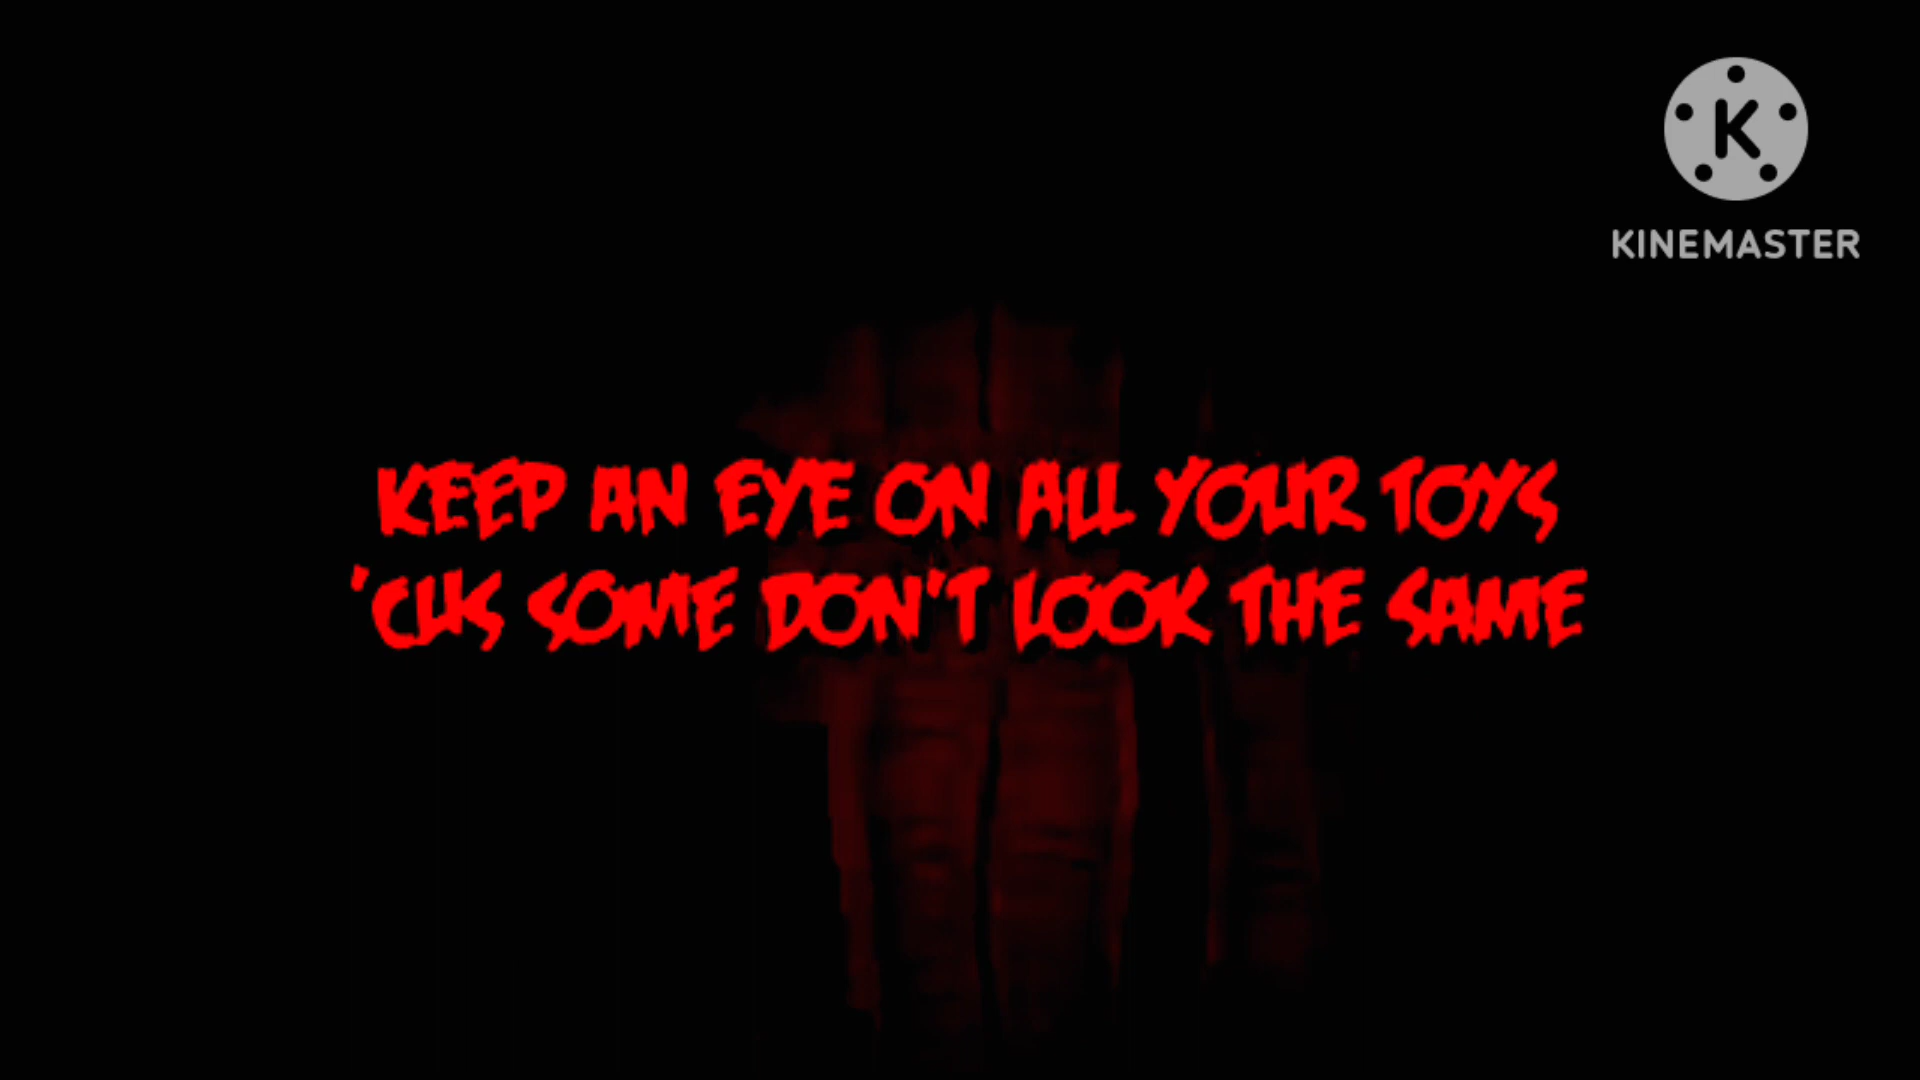 K
KINEMASTER
KEEP AN EYE ON ALL YOUR TOYS
'CUS SOME DON'T LOOK THE SAME